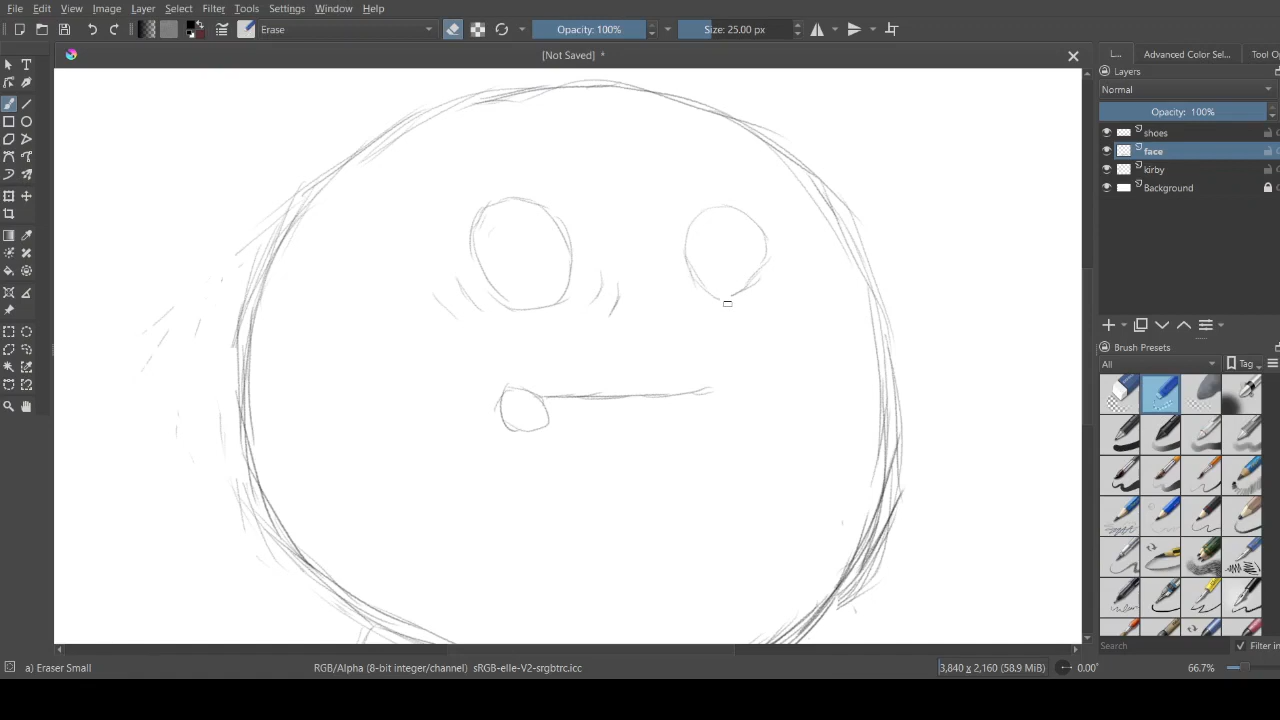 File Edit View Image Layer Select Filter Tools Settings Window Help
Erase Opacity: 100% Size: 25.00 px
[Not Saved] *
Advanced Color Sel... Tool O
Layers
Normal
Opacity: 100%
shoes
face
kirby
Background
Brush Presets
All Tag
Search Filter in
a) Eraser Small RGB/Alpha (8-bit integer/channel) sRGB-elle-V2-srgbtrc.icc 3,840 x 2,160 (58.9 MiB) 0.00° 66.7%